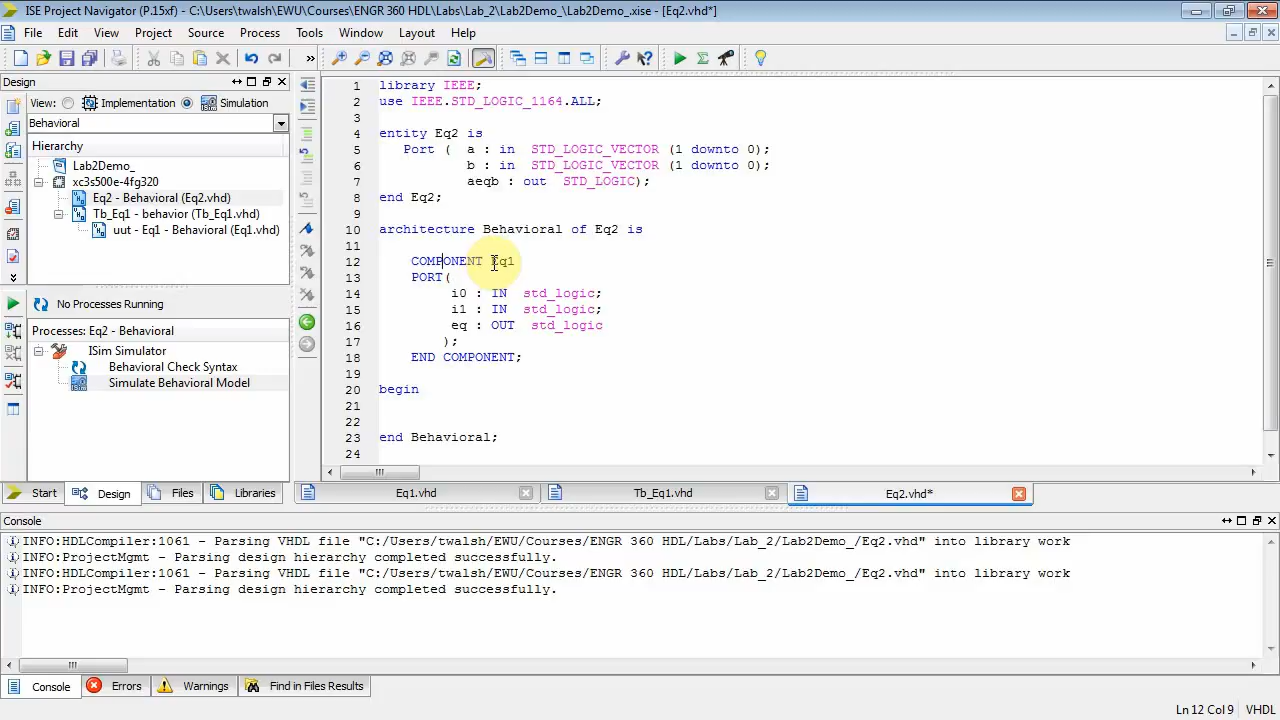 ISE Project Navigator (P.15xf) - C:\Users\twalsh\EWU\Courses\ENGR 360 HDL\Labs\Lab_2\Lab2Demo_\Lab2Demo_.xise - [Eq2.vhd*]
File Edit View Project Source Process Tools Window Layout Help
Design
View: Implementation Simulation
Behavioral
Hierarchy
Lab2Demo_
xc3s500e-4fg320
Eq2 - Behavioral (Eq2.vhd)
Tb_Eq1 - behavior (Tb_Eq1.vhd)
uut - Eq1 - Behavioral (Eq1.vhd)
No Processes Running
Processes: Eq2 - Behavioral
ISim Simulator
Behavioral Check Syntax
Simulate Behavioral Model
Start Design Files Libraries
1 library IEEE;
2 use IEEE.STD_LOGIC_1164.ALL;
3
4 entity Eq2 is
5 Port ( a : in STD_LOGIC_VECTOR (1 downto 0);
6 b : in STD_LOGIC_VECTOR (1 downto 0);
7 aeqb : out STD_LOGIC);
8 end Eq2;
9
10 architecture Behavioral of Eq2 is
11
12 COMPONENT Eq1
13 PORT(
14 i0 : IN std_logic;
15 i1 : IN std_logic;
16 eq : OUT std_logic
17 );
18 END COMPONENT;
19
20 begin
21
22
23 end Behavioral;
24
Eq1.vhd Tb_Eq1.vhd Eq2.vhd*
Console
INFO:HDLCompiler:1061 - Parsing VHDL file "C:/Users/twalsh/EWU/Courses/ENGR 360 HDL/Labs/Lab_2/Lab2Demo_/Eq2.vhd" into library work
INFO:ProjectMgmt - Parsing design hierarchy completed successfully.
INFO:HDLCompiler:1061 - Parsing VHDL file "C:/Users/twalsh/EWU/Courses/ENGR 360 HDL/Labs/Lab_2/Lab2Demo_/Eq2.vhd" into library work
INFO:ProjectMgmt - Parsing design hierarchy completed successfully.
Console Errors Warnings Find in Files Results
Ln 12 Col 9 VHDL